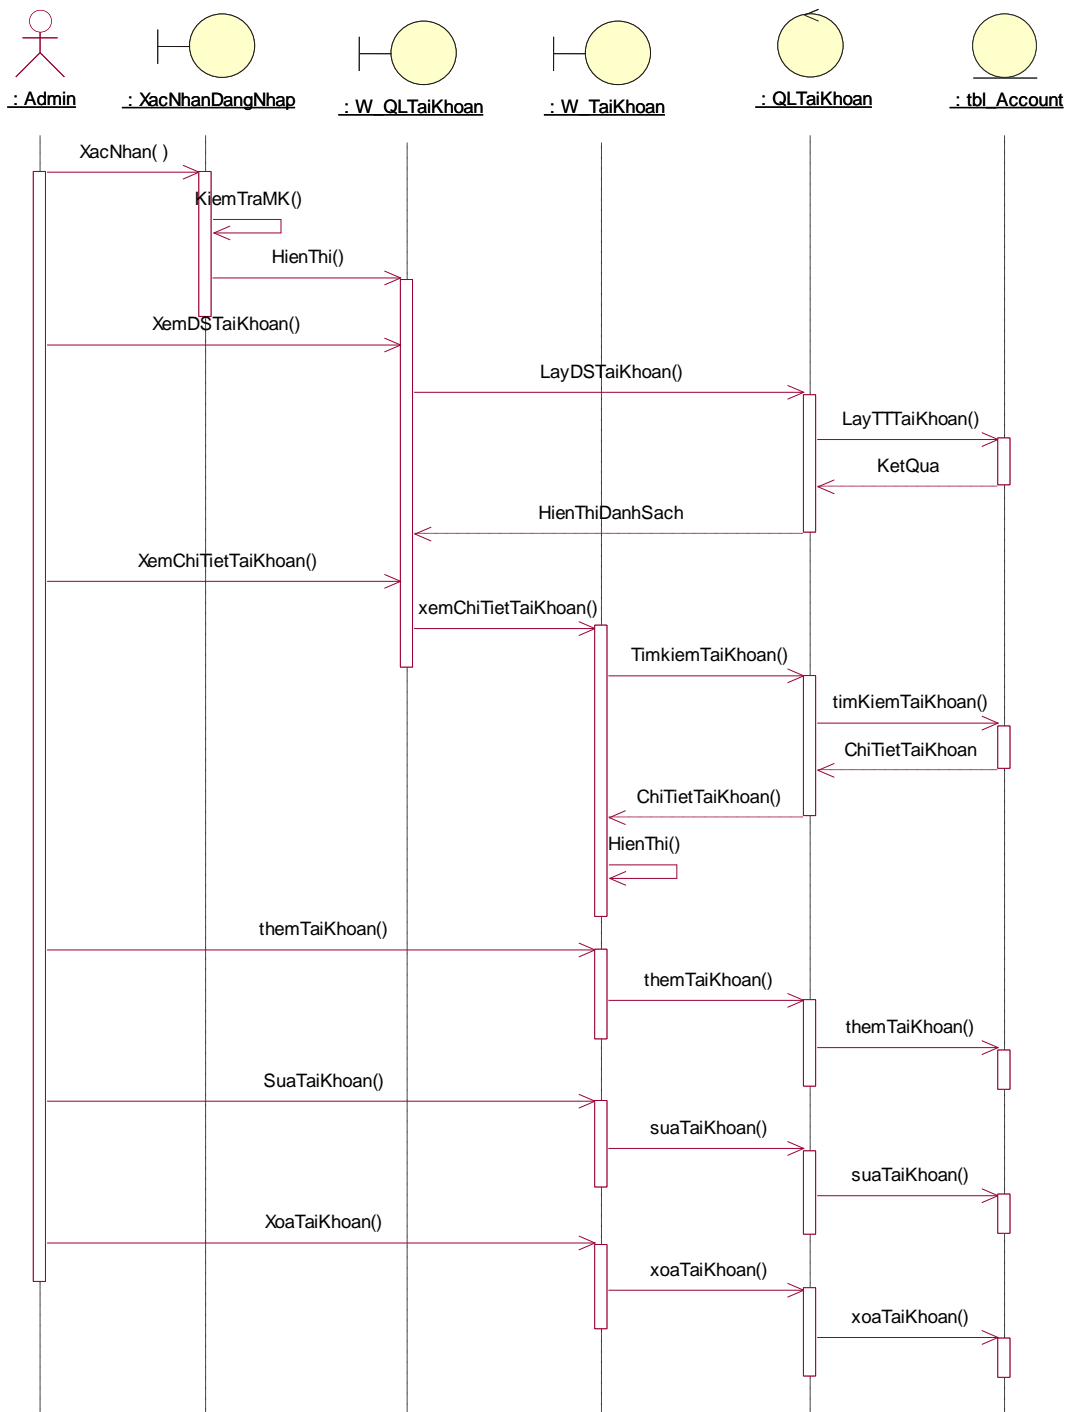 : Admin
: XacNhanDangNhap
: W_QLTaiKhoan
: W_TaiKhoan
: QLTaiKhoan
: tbl_Account
XacNhan( )
KiemTraMK()
HienThi()
XemDSTaiKhoan()
LayDSTaiKhoan()
LayTTTaiKhoan()
KetQua
HienThiDanhSach
XemChiTietTaiKhoan()
xemChiTietTaiKhoan()
TimkiemTaiKhoan()
timKiemTaiKhoan()
ChiTietTaiKhoan
ChiTietTaiKhoan()
HienThi()
themTaiKhoan()
themTaiKhoan()
themTaiKhoan()
SuaTaiKhoan()
suaTaiKhoan()
suaTaiKhoan()
XoaTaiKhoan()
xoaTaiKhoan()
xoaTaiKhoan()